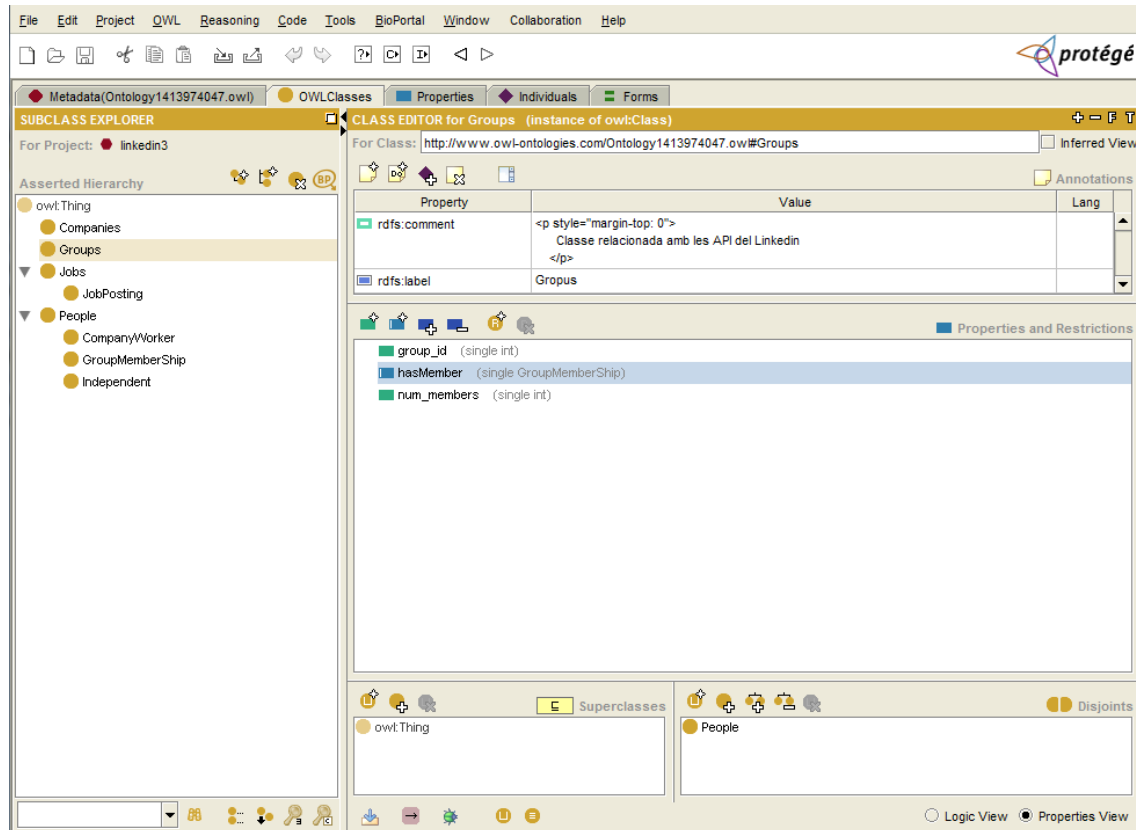 File Edit Project OWL Reasoning Code Tools BioPortal Window Collaboration Help
protégé
Metadata(Ontology1413974047.owl) OWLClasses Properties Individuals Forms
SUBCLASS EXPLORER
For Project: linkedin3
Asserted Hierarchy
BP
owl:Thing
Companies
Groups
Jobs
JobPosting
People
CompanyWorker
GroupMemberShip
Independent
CLASS EDITOR for Groups (instance of owl:Class)
F T
For Class: http://www.owl-ontologies.com/Ontology1413974047.owl#Groups Inferred View
Annotations
Property Value Lang
rdfs:comment <p style="margin-top: 0">
Classe relacionada amb les API del Linkedin
</p>
rdfs:label Gropus
Properties and Restrictions
group_id (single int)
hasMember (single GroupMemberShip)
num_members (single int)
Superclasses
owl:Thing
Disjoints
People
Logic View Properties View